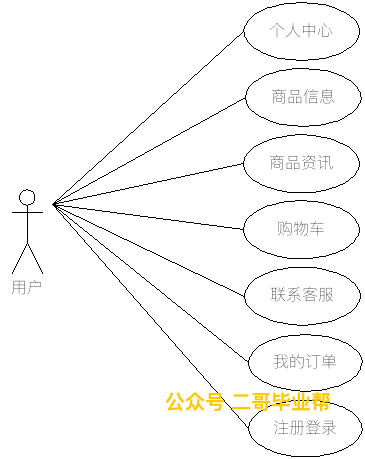 个人中心
商品信息
商品资讯
购物车
联系客服
用户
我的订单
公众号 二哥毕业帮
注册登录